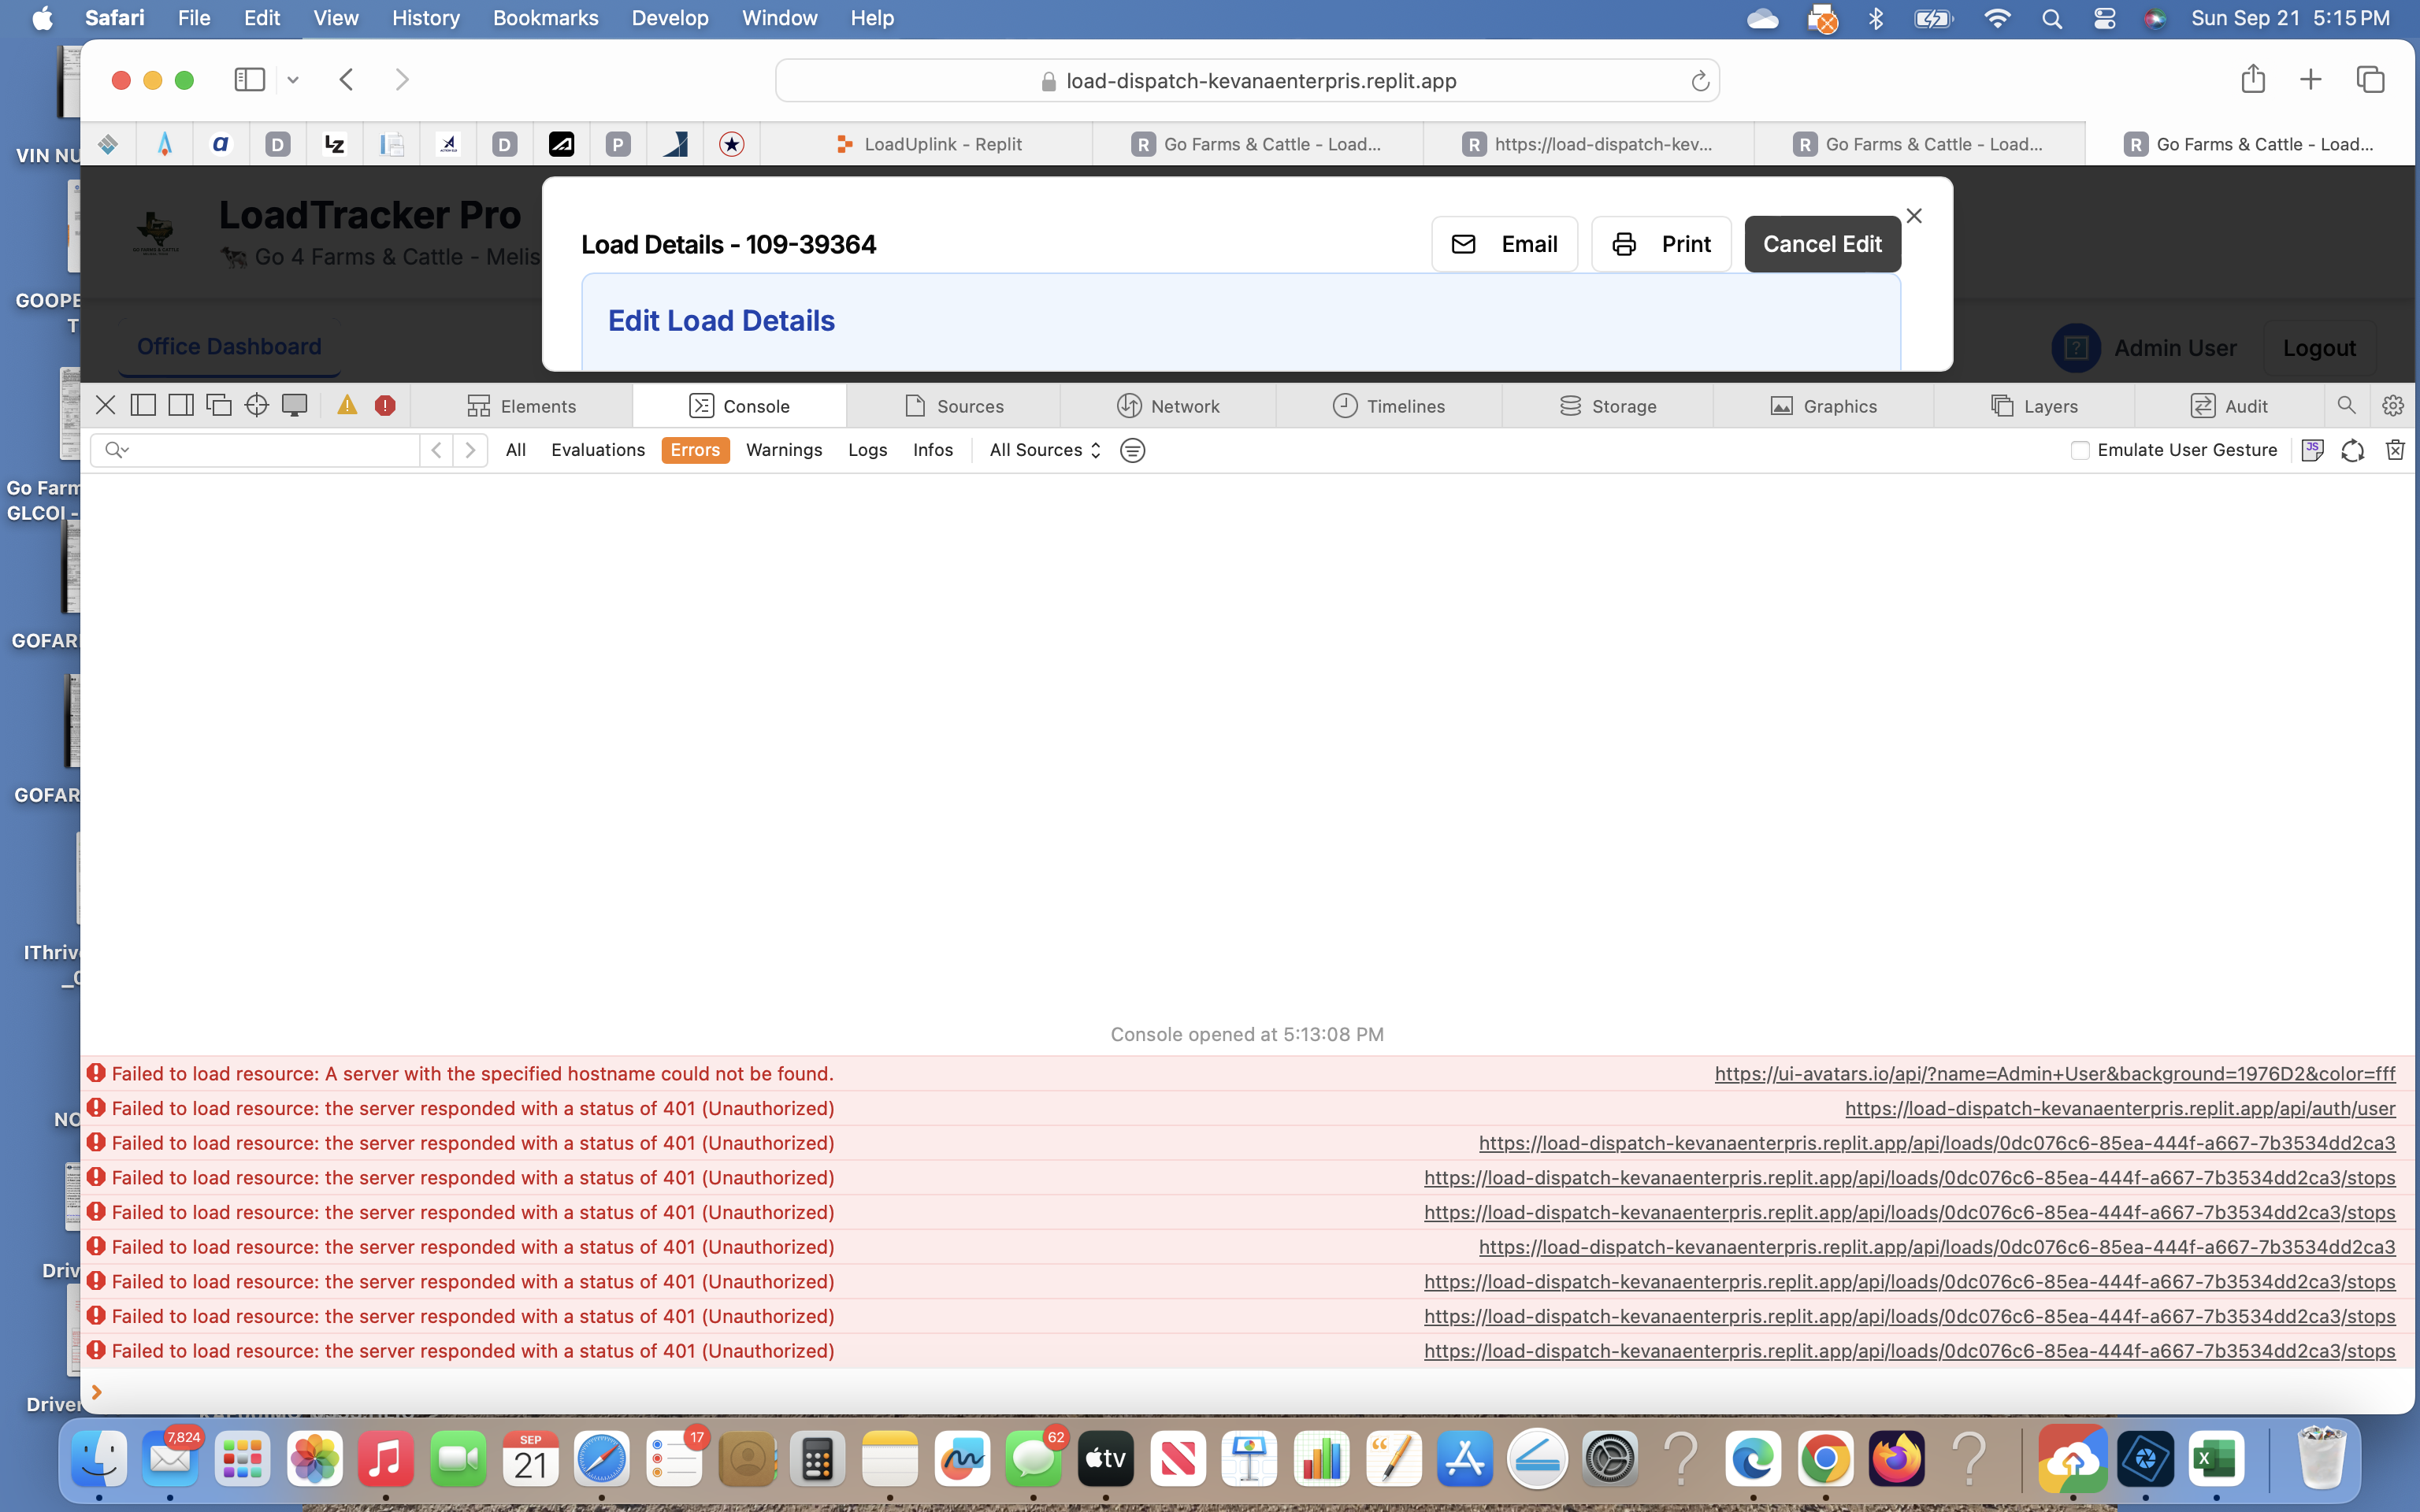 Safari File Edit View History Bookmarks Develop Window Help Sun Sep 21 5:15 PM
load-dispatch-kevanaenterpris.replit.app
a D LZ D P LoadUplink - Replit R Go Farms & Cattle - Load... R https://load-dispatch-kev... R Go Farms & Cattle - Load... R Go Farms & Cattle - Load...
VIN NU
LoadTracker Pro
Go 4 Farms & Cattle - Melis
Load Details - 109-39364 Email Print Cancel Edit
Edit Load Details
GOOPE
T
Office Dashboard Admin User Logout
Elements Console Sources Network Timelines Storage Graphics Layers Audit
All Evaluations Errors Warnings Logs Infos All Sources Emulate User Gesture
Go Farm
GLCOI -
GOFAR
GOFAR
IThrive
NO
Driv
Driver
Console opened at 5:13:08 PM
Failed to load resource: A server with the specified hostname could not be found. https://ui-avatars.io/api/?name=Admin+User&background=1976D2&color=fff
Failed to load resource: the server responded with a status of 401 (Unauthorized) https://load-dispatch-kevanaenterpris.replit.app/api/auth/user
Failed to load resource: the server responded with a status of 401 (Unauthorized) https://load-dispatch-kevanaenterpris.replit.app/api/loads/0dc076c6-85ea-444f-a667-7b3534dd2ca3
Failed to load resource: the server responded with a status of 401 (Unauthorized) https://load-dispatch-kevanaenterpris.replit.app/api/loads/0dc076c6-85ea-444f-a667-7b3534dd2ca3/stops
Failed to load resource: the server responded with a status of 401 (Unauthorized) https://load-dispatch-kevanaenterpris.replit.app/api/loads/0dc076c6-85ea-444f-a667-7b3534dd2ca3/stops
Failed to load resource: the server responded with a status of 401 (Unauthorized) https://load-dispatch-kevanaenterpris.replit.app/api/loads/0dc076c6-85ea-444f-a667-7b3534dd2ca3
Failed to load resource: the server responded with a status of 401 (Unauthorized) https://load-dispatch-kevanaenterpris.replit.app/api/loads/0dc076c6-85ea-444f-a667-7b3534dd2ca3/stops
Failed to load resource: the server responded with a status of 401 (Unauthorized) https://load-dispatch-kevanaenterpris.replit.app/api/loads/0dc076c6-85ea-444f-a667-7b3534dd2ca3/stops
Failed to load resource: the server responded with a status of 401 (Unauthorized) https://load-dispatch-kevanaenterpris.replit.app/api/loads/0dc076c6-85ea-444f-a667-7b3534dd2ca3/stops
7,824 SEP 21 17 62 tv